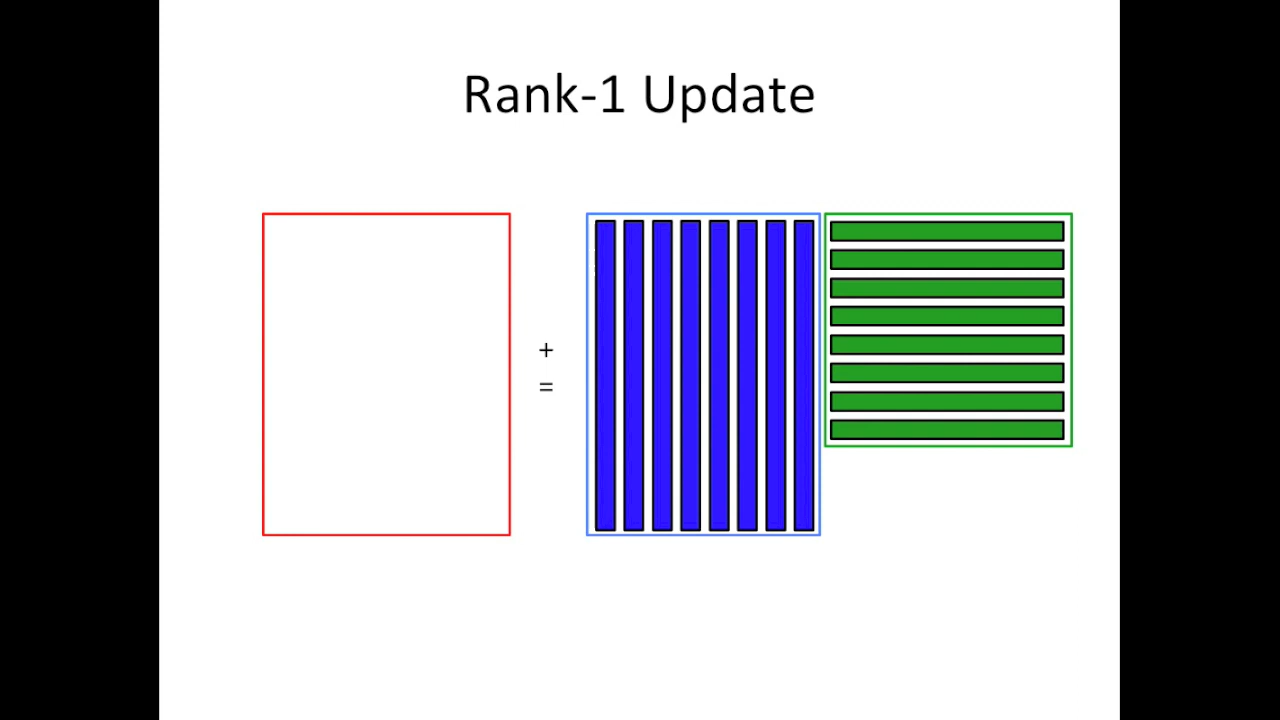 Rank-1 Update
+
=